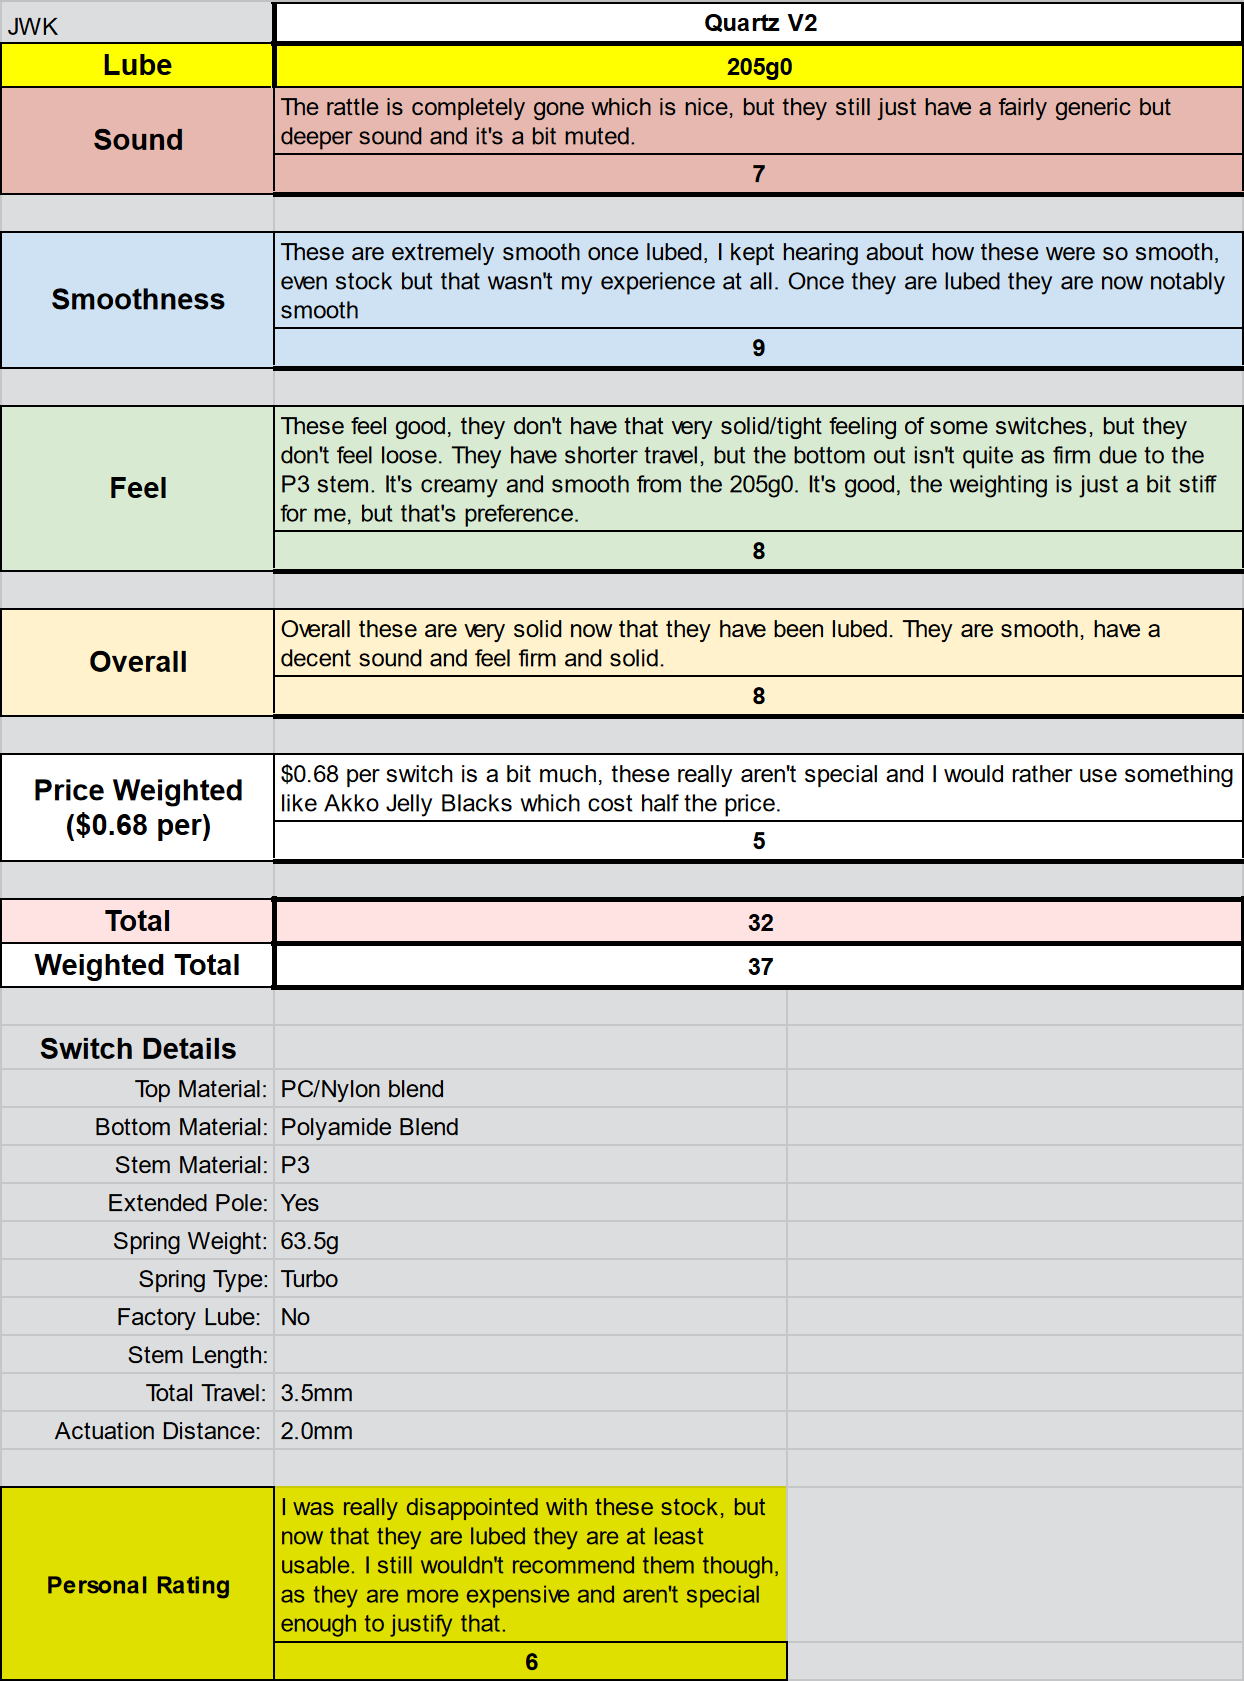 JWK
Quartz V2
Lube
205g0
Sound
The rattle is completely gone which is nice, but they still just have a fairly generic but
deeper sound and it's a bit muted.
7
Smoothness
These are extremely smooth once lubed, I kept hearing about how these were so smooth,
even stock but that wasn't my experience at all. Once they are lubed they are now notably
smooth
9
Feel
These feel good, they don't have that very solid/tight feeling of some switches, but they
don't feel loose. They have shorter travel, but the bottom out isn't quite as firm due to the
P3 stem. It's creamy and smooth from the 205g0. It's good, the weighting is just a bit stiff
for me, but that's preference.
8
Overall
Overall these are very solid now that they have been lubed. They are smooth, have a
decent sound and feel firm and solid.
8
Price Weighted
($0.68 per)
$0.68 per switch is a bit much, these really aren't special and I would rather use something
like Akko Jelly Blacks which cost half the price.
5
Total
32
Weighted Total
37
Switch Details
Top Material: PC/Nylon blend
Bottom Material: Polyamide Blend
Stem Material: P3
Extended Pole: Yes
Spring Weight: 63.5g
Spring Type: Turbo
Factory Lube: No
Stem Length:
Total Travel: 3.5mm
Actuation Distance: 2.0mm
Personal Rating
I was really disappointed with these stock, but
now that they are lubed they are at least
usable. I still wouldn't recommend them though,
as they are more expensive and aren't special
enough to justify that.
6